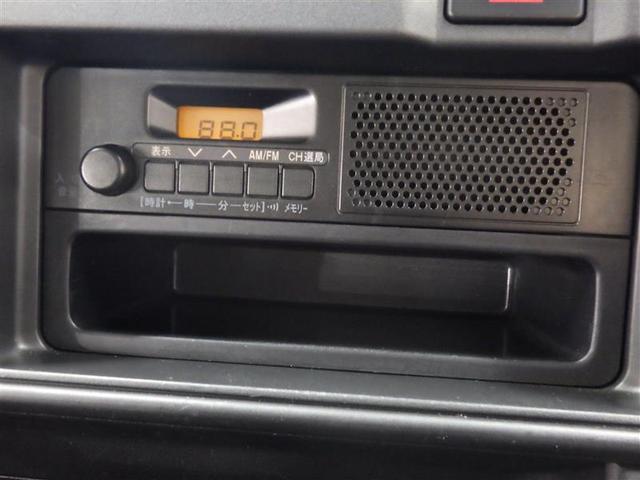 88.0
表示 ∨ ∧ AM/FM CH選局
入
[時計← 時 — 分 —セット]•))) メモリー